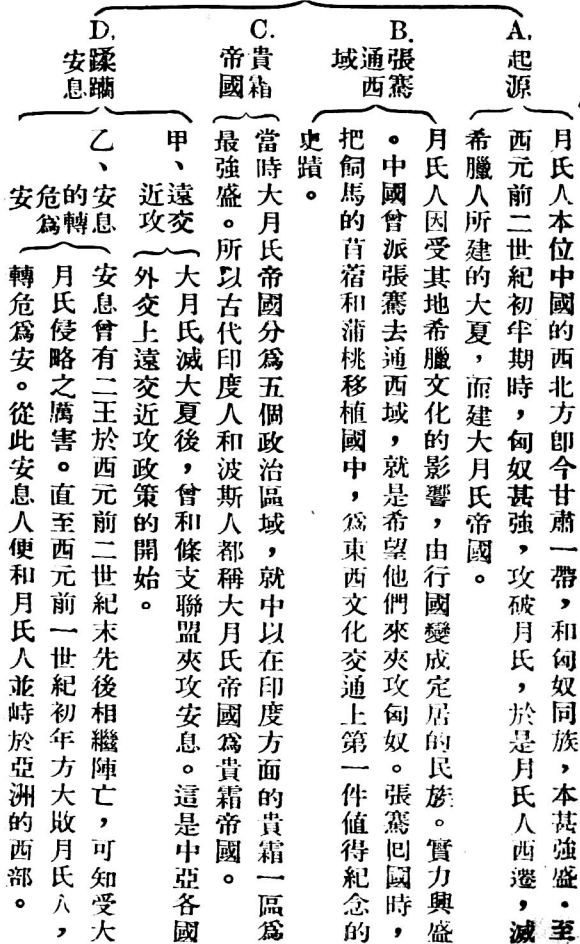 A. 起源
月氏人本位中國的西北方卽今甘肅一帶，和匈奴同族，本甚強盛。至
西元前二世紀初年期時，匈奴甚強，攻破月氏，於是月氏人西遷，滅
希臘人所建的大夏，而建大月氏帝國。
B. 張騫
通西
域
月氏人因受其地希臘文化的影響，由行國變成定居的民族。實力興盛
。中國曾派張騫去通西域，就是希望他們來夾攻匈奴。張騫囘國時，
把飼馬的苜蓿和蒲桃移植國中，爲東西文化交通上第一件值得紀念的
史蹟。
C. 貴霜
帝國
當時大月氏帝國分爲五個政治區域，就中以在印度方面的貴霜一區爲
最強盛。所以古代印度人和波斯人都稱大月氏帝國爲貴霜帝國。
D. 蹂躪
安息
甲、遠交
近攻
大月氏滅大夏後，曾和條支聯盟夾攻安息。這是中亞各國
外交上遠交近攻政策的開始。
乙、安息
的轉
危爲
安
安息曾有二王於西元前二世紀末先後相繼陣亡，可知受大
月氏侵略之厲害。直至西元前一世紀初年方大敗月氏人，
轉危爲安。從此安息人便和月氏人並峙於亞洲的西部。